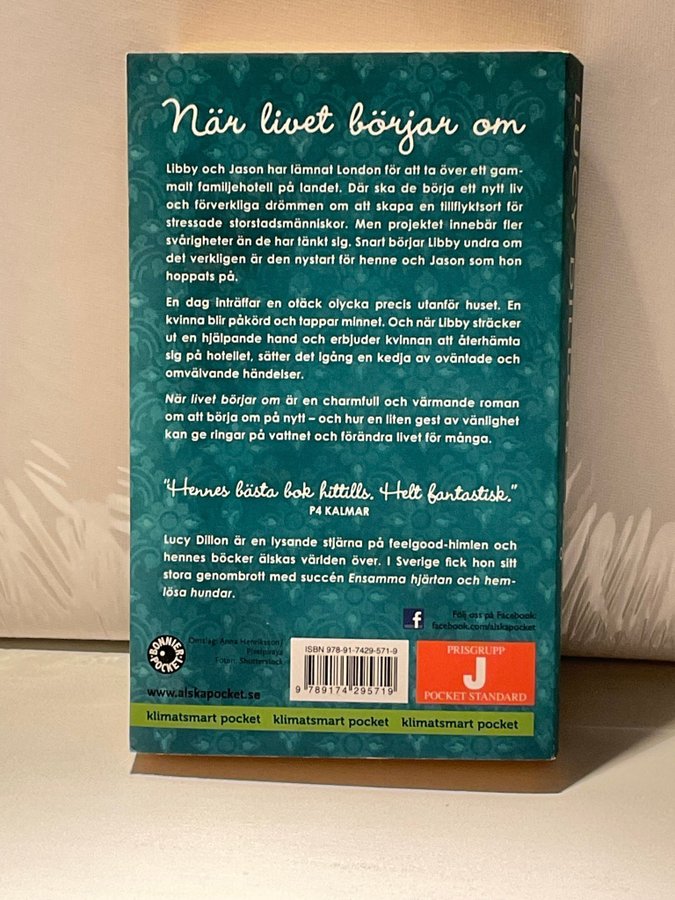 När livet börjar om
Libby och Jason har lämnat London för att ta över ett gam-
malt familjehotell på landet. Där ska de börja ett nytt liv
och förverkliga drömmen om att skapa en tillflyktsort för
stressade storstadsmänniskor. Men projektet innebär fler
svårigheter än de har tänkt sig. Snart börjar Libby undra om
det verkligen är den nystart för henne och Jason som hon
hoppats på.
En dag inträffar en otäck olycka precis utanför huset. En
kvinna blir påkörd och tappar minnet. Och när Libby sträcker
ut en hjälpande hand och erbjuder kvinnan att återhämta
sig på hotellet, sätter det igång en kedja av oväntade och
omvälvande händelser.
När livet börjar om är en charmfull och värmande roman
om att börja om på nytt – och hur en liten gest av vänlighet
kan ge ringar på vattnet och förändra livet för många.
"Hennes bästa bok hittills. Helt fantastisk."
P4 KALMAR
Lucy Dillon är en lysande stjärna på feelgood-himlen och
hennes böcker älskas världen över. I Sverige fick hon sitt
stora genombrott med succén Ensamma hjärtan och hem-
lösa hundar.
f
Följ oss på Facebook:
facebook.com/alskapocket
BONNIER POCKET
Omslag: Anna Henriksson/
Foton: Shutterstock
www.alskapocket.se
ISBN 978-91-7429-571-9
9 789174 295719
PRISGRUPP
J
POCKET STANDARD
klimatsmart pocket klimatsmart pocket klimatsmart pocket
LUCY DILLON